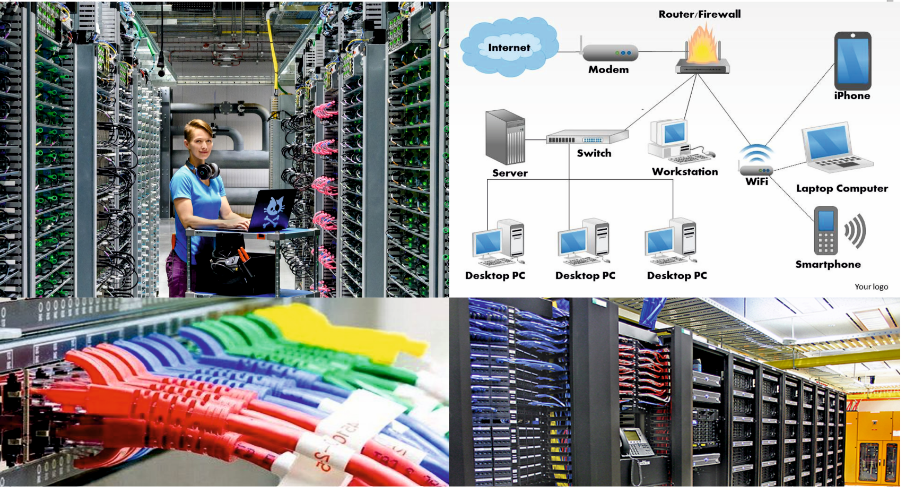 Router/Firewall
Internet
Modem
iPhone
Server
Switch
Workstation
WiFi
Laptop Computer
Desktop PC
Desktop PC
Desktop PC
Smartphone
Your logo